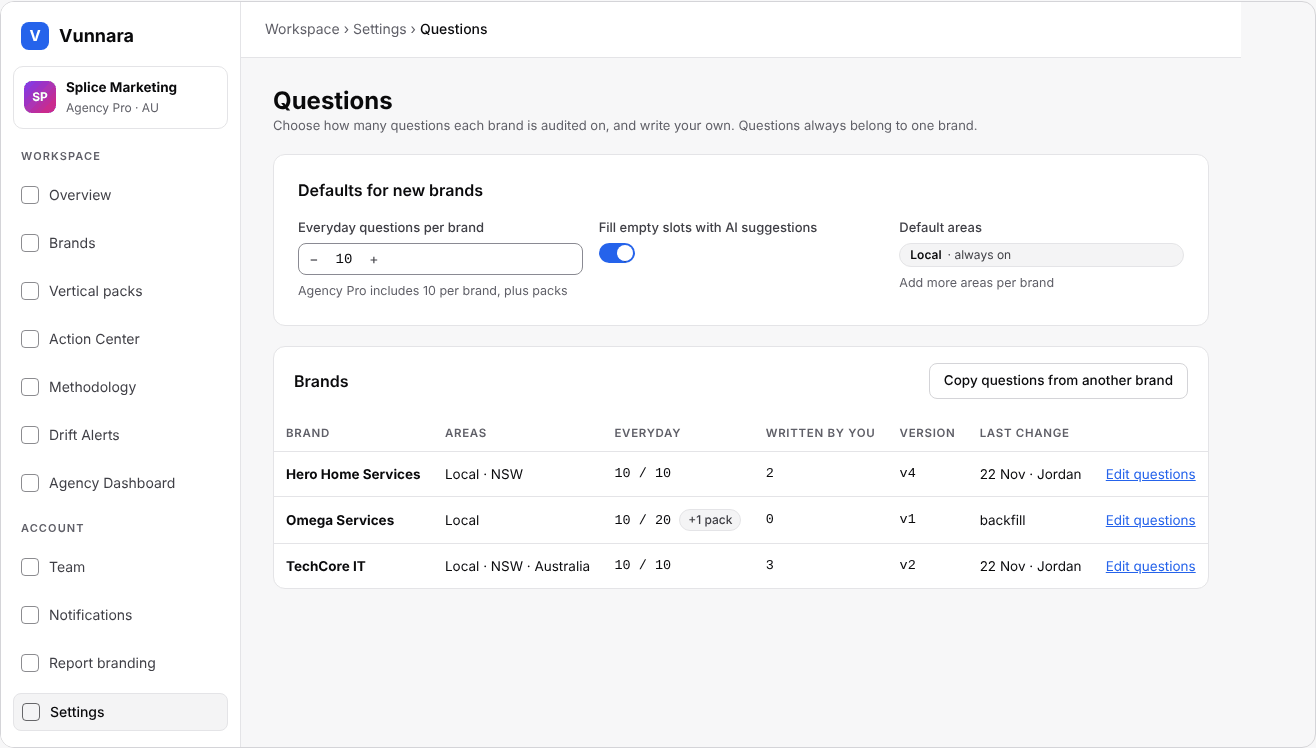 V Vunnara
SP
Splice Marketing
Agency Pro · AU
WORKSPACE
Overview
Brands
Vertical packs
Action Center
Methodology
Drift Alerts
Agency Dashboard
ACCOUNT
Team
Notifications
Report branding
Settings
Workspace › Settings › Questions
Questions
Choose how many questions each brand is audited on, and write your own. Questions always belong to one brand.
Defaults for new brands
Everyday questions per brand
− 10 +
Agency Pro includes 10 per brand, plus packs
Fill empty slots with AI suggestions
Default areas
Local · always on
Add more areas per brand
Brands
Copy questions from another brand
BRAND AREAS EVERYDAY WRITTEN BY YOU VERSION LAST CHANGE
Hero Home Services Local · NSW 10 / 10 2 v4 22 Nov · Jordan Edit questions
Omega Services Local 10 / 20 +1 pack 0 v1 backfill Edit questions
TechCore IT Local · NSW · Australia 10 / 10 3 v2 22 Nov · Jordan Edit questions